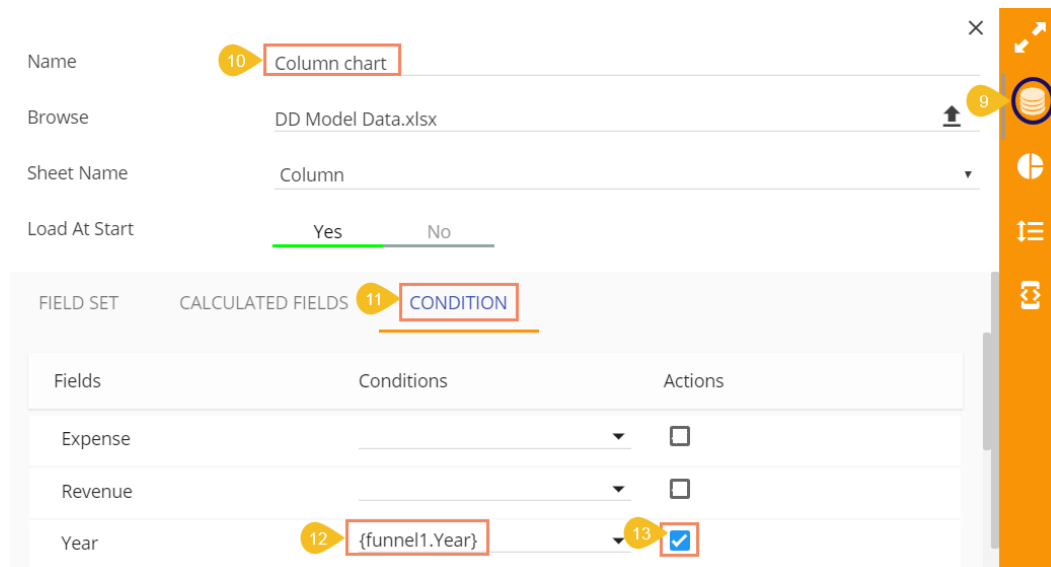 Name 10 Column chart
9
Browse DD Model Data.xlsx
Sheet Name Column
Load At Start Yes No
FIELD SET CALCULATED FIELDS 11 CONDITION
Fields Conditions Actions
Expense
Revenue
Year 12 {funnel1.Year} 13